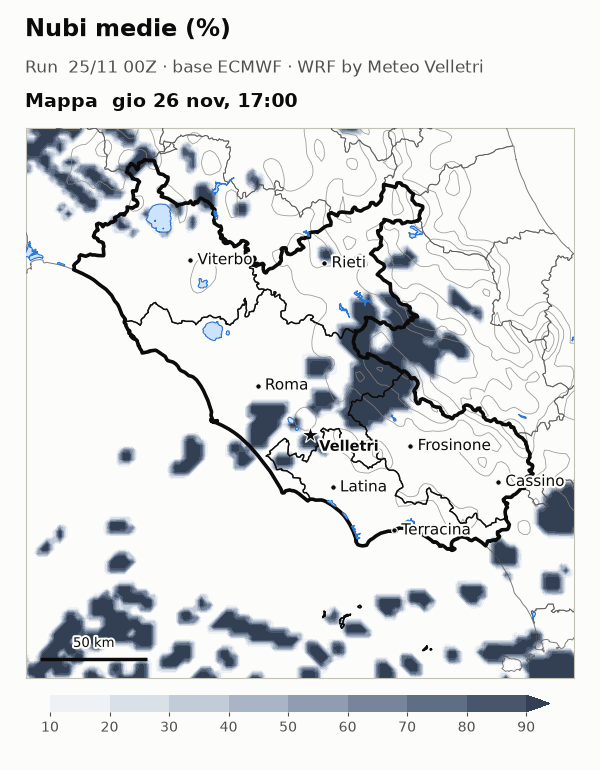 Nubi medie (%)
Run  25/11 00Z · base ECMWF · WRF by Meteo Velletri
Mappa  gio 26 nov, 17:00
Viterbo
Rieti
Roma
Velletri
Frosinone
Latina
Cassino
Terracina
50 km
10 20 30 40 50 60 70 80 90